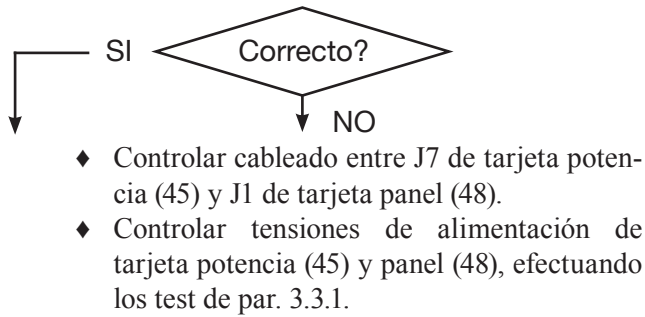 SI
Correcto?
NO
♦ Controlar cableado entre J7 de tarjeta poten-
cia (45) y J1 de tarjeta panel (48).
♦ Controlar tensiones de alimentación de
tarjeta potencia (45) y panel (48), efectuando
los test de par. 3.3.1.